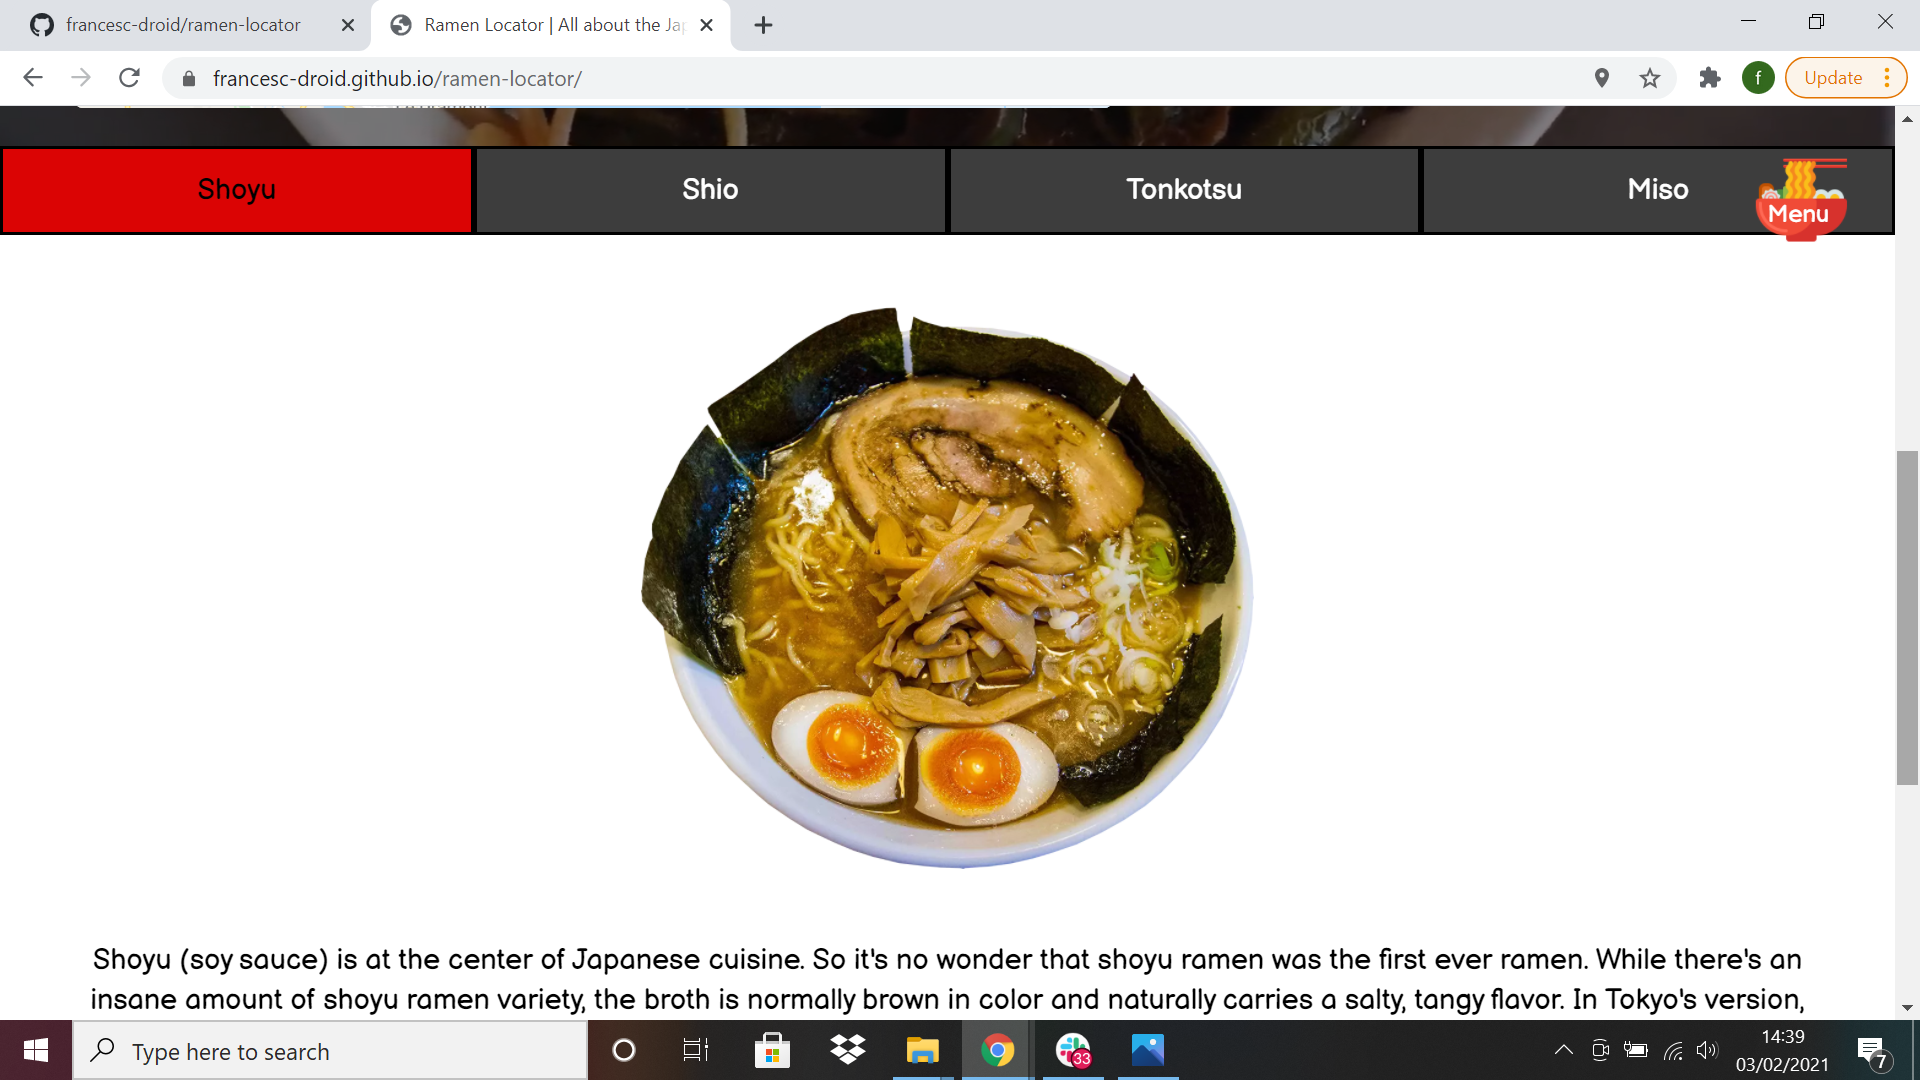 francesc-droid/ramen-locator
Ramen Locator | All about the Jap
francesc-droid.github.io/ramen-locator/
f
Update
Shoyu
Shio
Tonkotsu
Miso
Menu
Shoyu (soy sauce) is at the center of Japanese cuisine. So it's no wonder that shoyu ramen was the first ever ramen. While there's an
insane amount of shoyu ramen variety, the broth is normally brown in color and naturally carries a salty, tangy flavor. In Tokyo's version,
Type here to search
33
14:39
03/02/2021
7